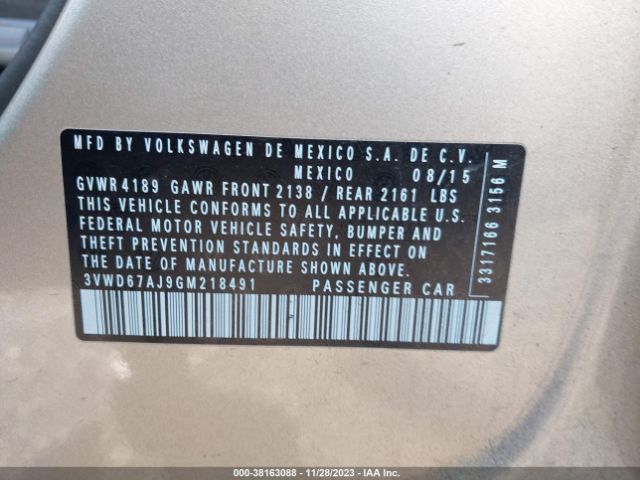 MFD BY VOLKSWAGEN DE MEXICO S.A. DE C.V.
MEXICO 08/15
GVWR 4189 GAWR FRONT 2138 / REAR 2161 LBS
THIS VEHICLE CONFORMS TO ALL APPLICABLE U.S.
FEDERAL MOTOR VEHICLE SAFETY, BUMPER AND
THEFT PREVENTION STANDARDS IN EFFECT ON
THE DATE OF MANUFACTURE SHOWN ABOVE.
3VWD67AJ9GM218491 PASSENGER CAR
3317166 3156 M
000-38163088 - 11/28/2023 - IAA Inc.